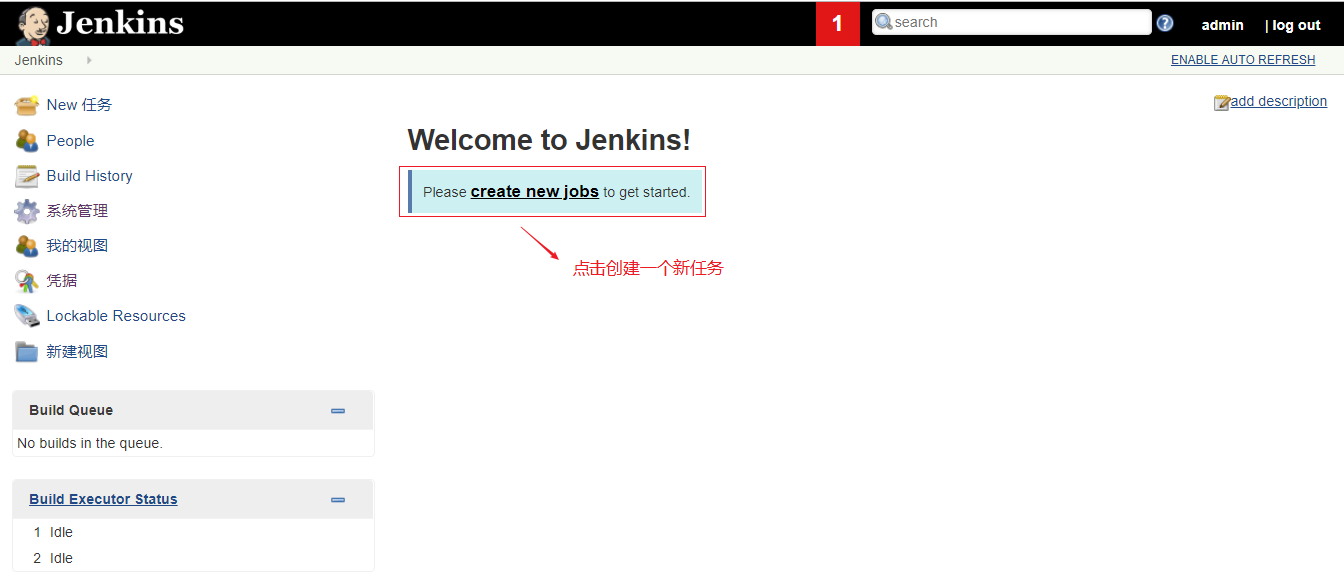 Jenkins
1
search
admin
| log out
Jenkins
ENABLE AUTO REFRESH
New 任务
People
Build History
系统管理
我的视图
凭据
Lockable Resources
新建视图
add description
Welcome to Jenkins!
Please create new jobs to get started.
点击创建一个新任务
Build Queue
No builds in the queue.
Build Executor Status
1 Idle
2 Idle